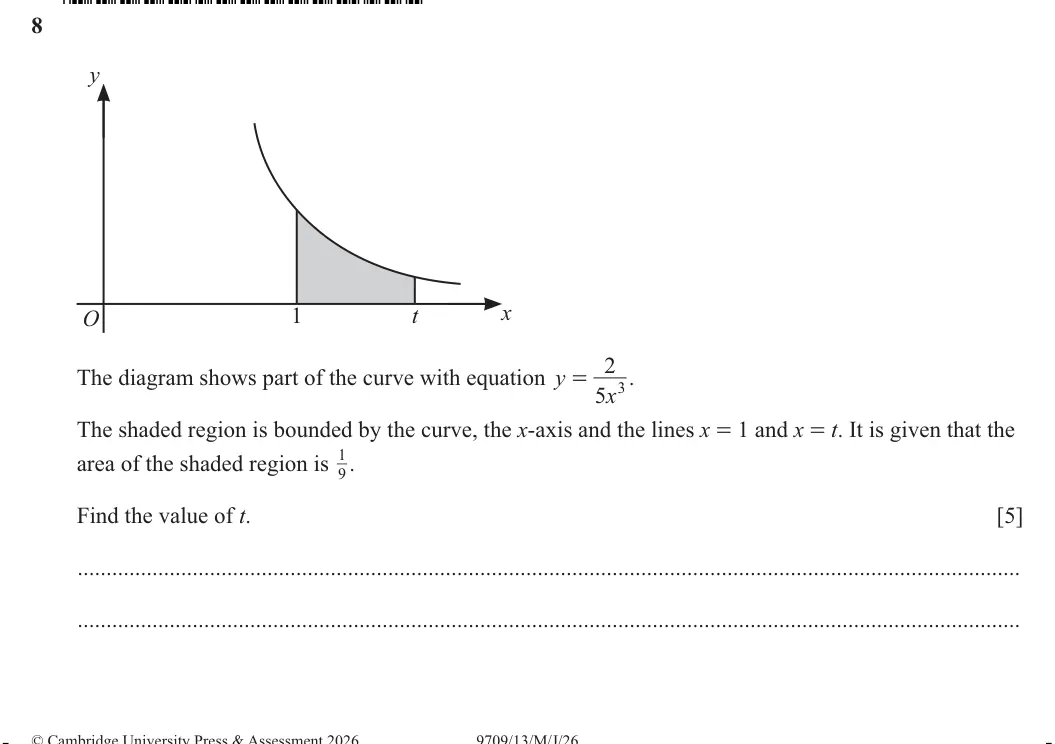 8
y
O
1
t
x
The diagram shows part of the curve with equation y = 2/(5x³).
The shaded region is bounded by the curve, the x-axis and the lines x = 1 and x = t. It is given that the
area of the shaded region is 1/9.
Find the value of t. [5]
© Cambridge University Press & Assessment 2026 9709/13/M/J/26